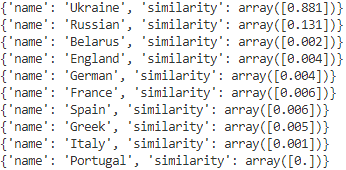 {'name': 'Ukraine', 'similarity': array([0.881])}
{'name': 'Russian', 'similarity': array([0.131])}
{'name': 'Belarus', 'similarity': array([0.002])}
{'name': 'England', 'similarity': array([0.004])}
{'name': 'German', 'similarity': array([0.004])}
{'name': 'France', 'similarity': array([0.006])}
{'name': 'Spain', 'similarity': array([0.006])}
{'name': 'Greek', 'similarity': array([0.005])}
{'name': 'Italy', 'similarity': array([0.001])}
{'name': 'Portugal', 'similarity': array([0.])}